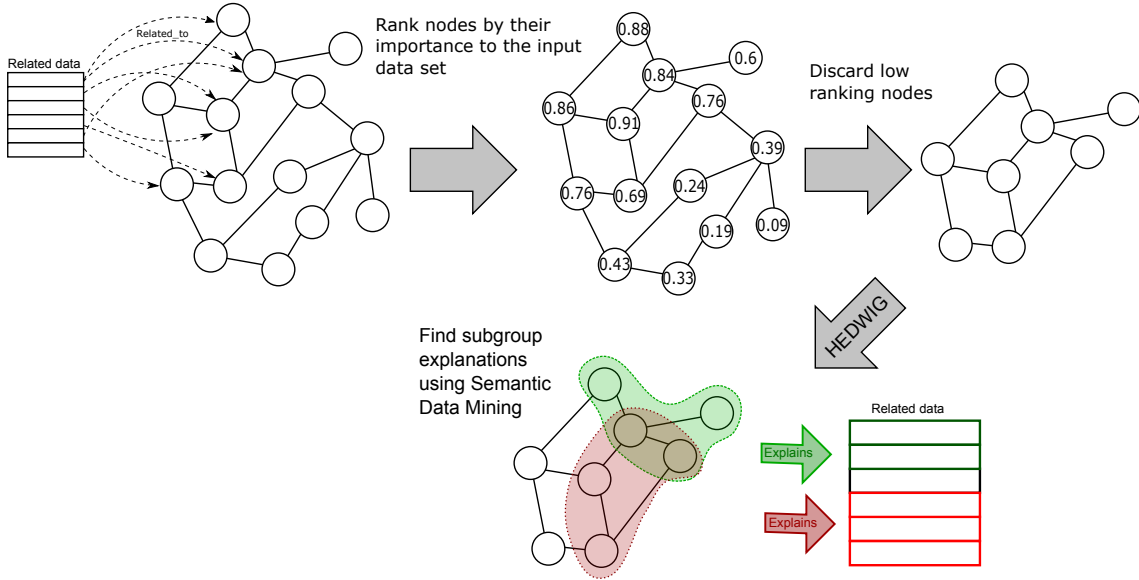 Related_to
Related data
Rank nodes by their
importance to the input
data set
0.88
0.6
0.84
0.76
0.86
0.91
0.39
0.24
0.76
0.69
0.09
0.19
0.43
0.33
Discard low
ranking nodes
HEDWIG
Find subgroup
explanations
using Semantic
Data Mining
Related data
Explains
Explains